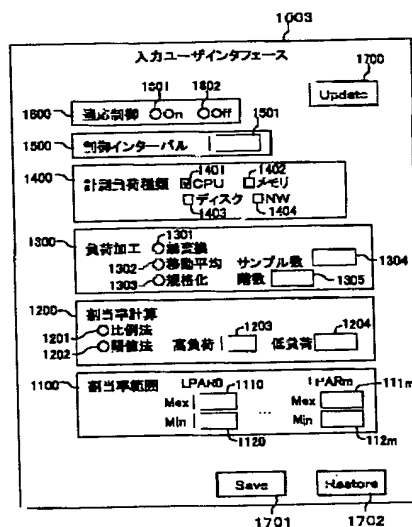 1003
入力ユーザインタフェース
1700
Update
1601 1602
1600 適応制御 On Off
1501
1500 制御インターバル
1401 1402
1400 計測負荷種類 CPU メモリ
ディスク NW
1403 1404
1301
1300 負荷加工 無変換
1302 移動平均 サンプル数 1304
1303 規格化 階数 1305
1200 割当率計算
1201 比例法 1203 1204
1202 閾値法 高負荷 低負荷
1100 割当率範囲 LPAR0 1110 LPARm 111m
Max Max
Min … Min
1120 112m
Save Restore
1701 1702